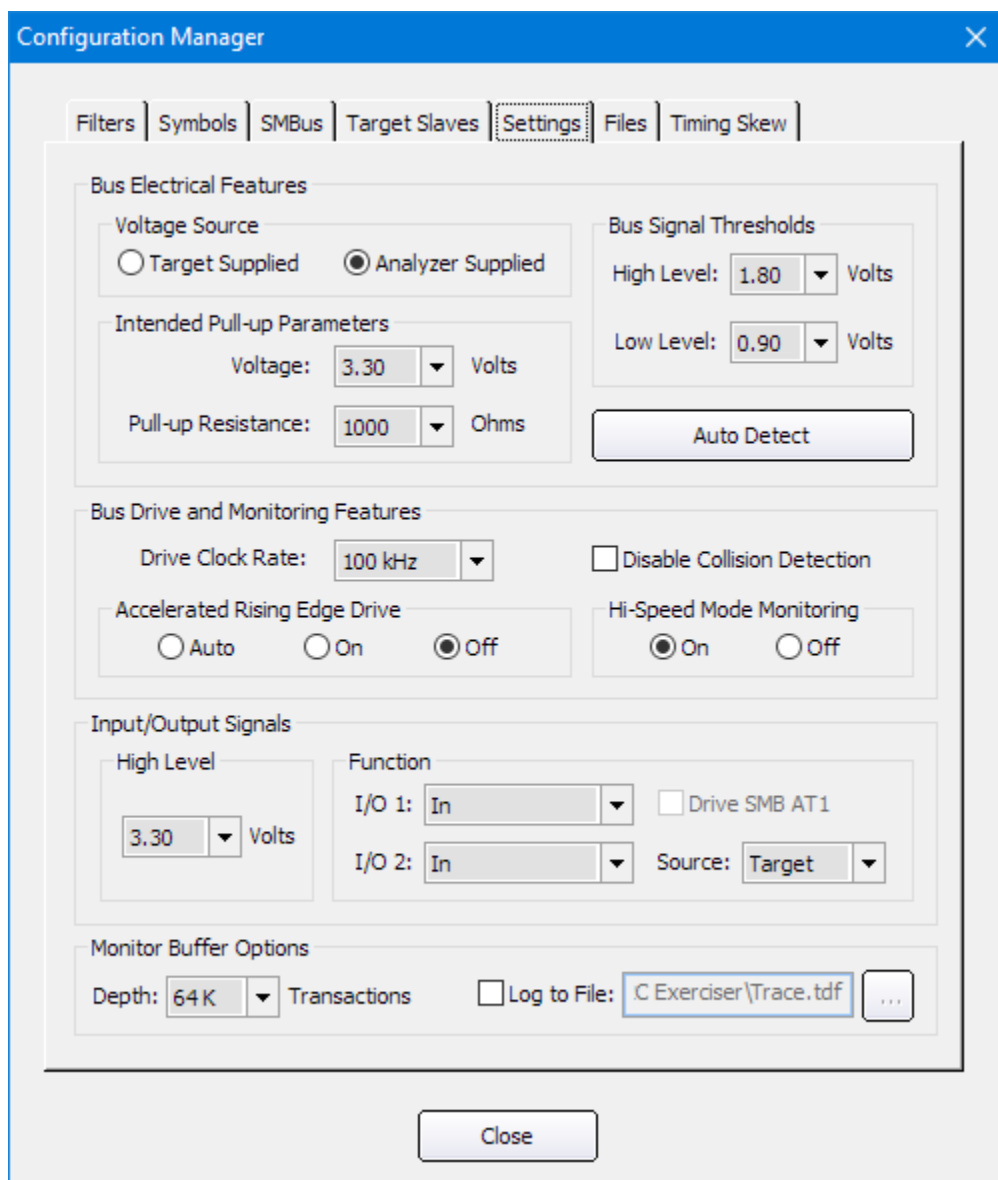 Configuration Manager
Filters Symbols SMBus Target Slaves Settings Files Timing Skew
Bus Electrical Features
Voltage Source
Target Supplied Analyzer Supplied
Intended Pull-up Parameters
Voltage: 3.30 Volts
Pull-up Resistance: 1000 Ohms
Bus Signal Thresholds
High Level: 1.80 Volts
Low Level: 0.90 Volts
Auto Detect
Bus Drive and Monitoring Features
Drive Clock Rate: 100 kHz
Disable Collision Detection
Accelerated Rising Edge Drive
Auto On Off
Hi-Speed Mode Monitoring
On Off
Input/Output Signals
High Level
3.30 Volts
Function
I/O 1: In Drive SMB AT1
I/O 2: In Source: Target
Monitor Buffer Options
Depth: 64 K Transactions Log to File: C Exerciser\Trace.tdf ...
Close